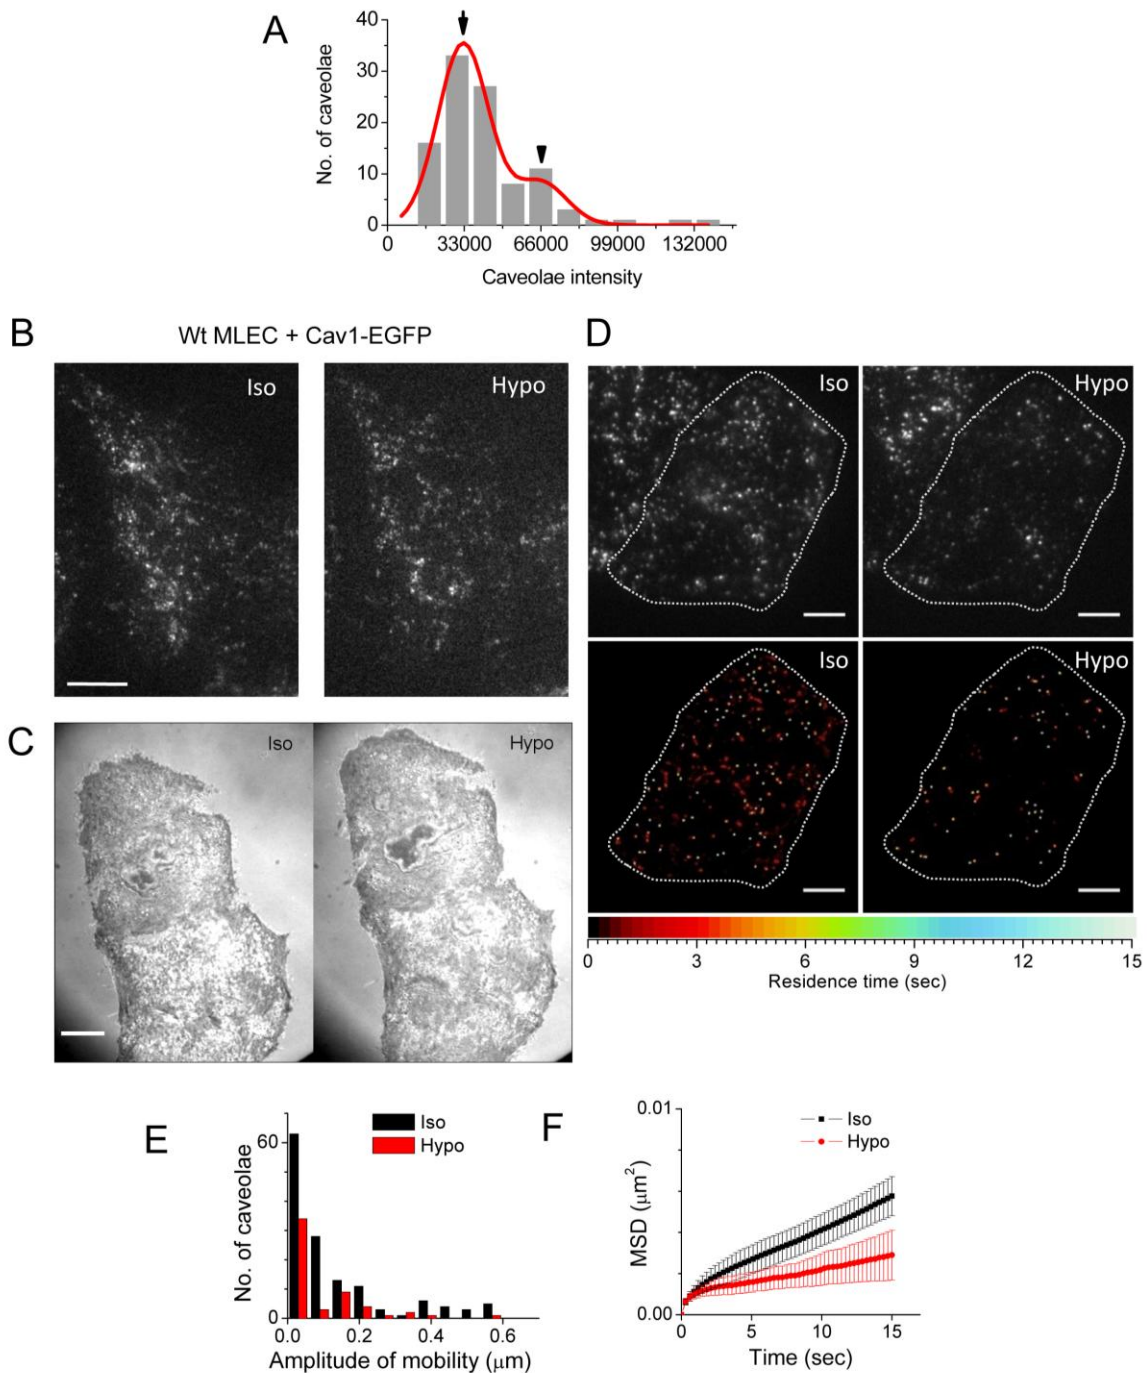 A
40
30
20
10
0
No. of caveolae
0 33000 66000 99000 132000
Caveolae intensity
B
Wt MLEC + Cav1-EGFP
Iso
Hypo
C
Iso
Hypo
D
Iso
Hypo
Iso
Hypo
0 3 6 9 12 15
Residence time (sec)
E
Iso
Hypo
60
0
No. of caveolae
0.0 0.2 0.4 0.6
Amplitude of mobility (μm)
F
Iso
Hypo
0.01
0.00
MSD (μm²)
0 5 10 15
Time (sec)